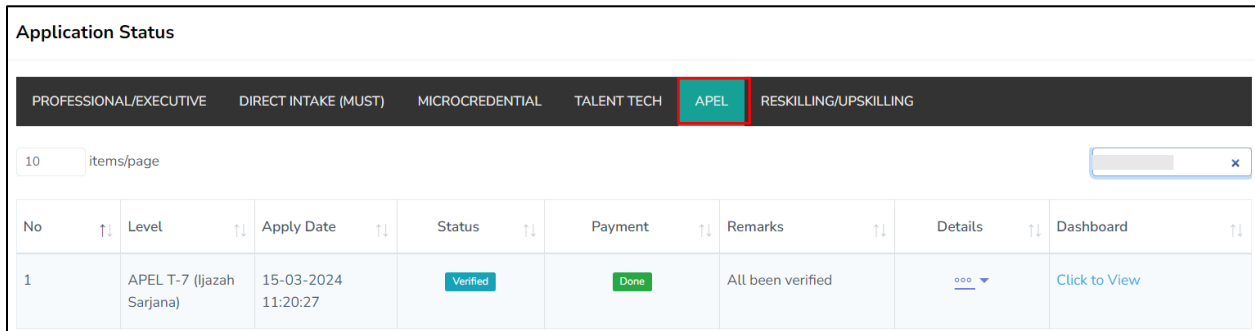 Application Status
PROFESSIONAL/EXECUTIVE DIRECT INTAKE (MUST) MICROCREDENTIAL TALENT TECH APEL RESKILLING/UPSKILLING
10 items/page ×
No Level Apply Date Status Payment Remarks Details Dashboard
1 APEL T-7 (Ijazah 15-03-2024 Verified Done All been verified Click to View
Sarjana) 11:20:27